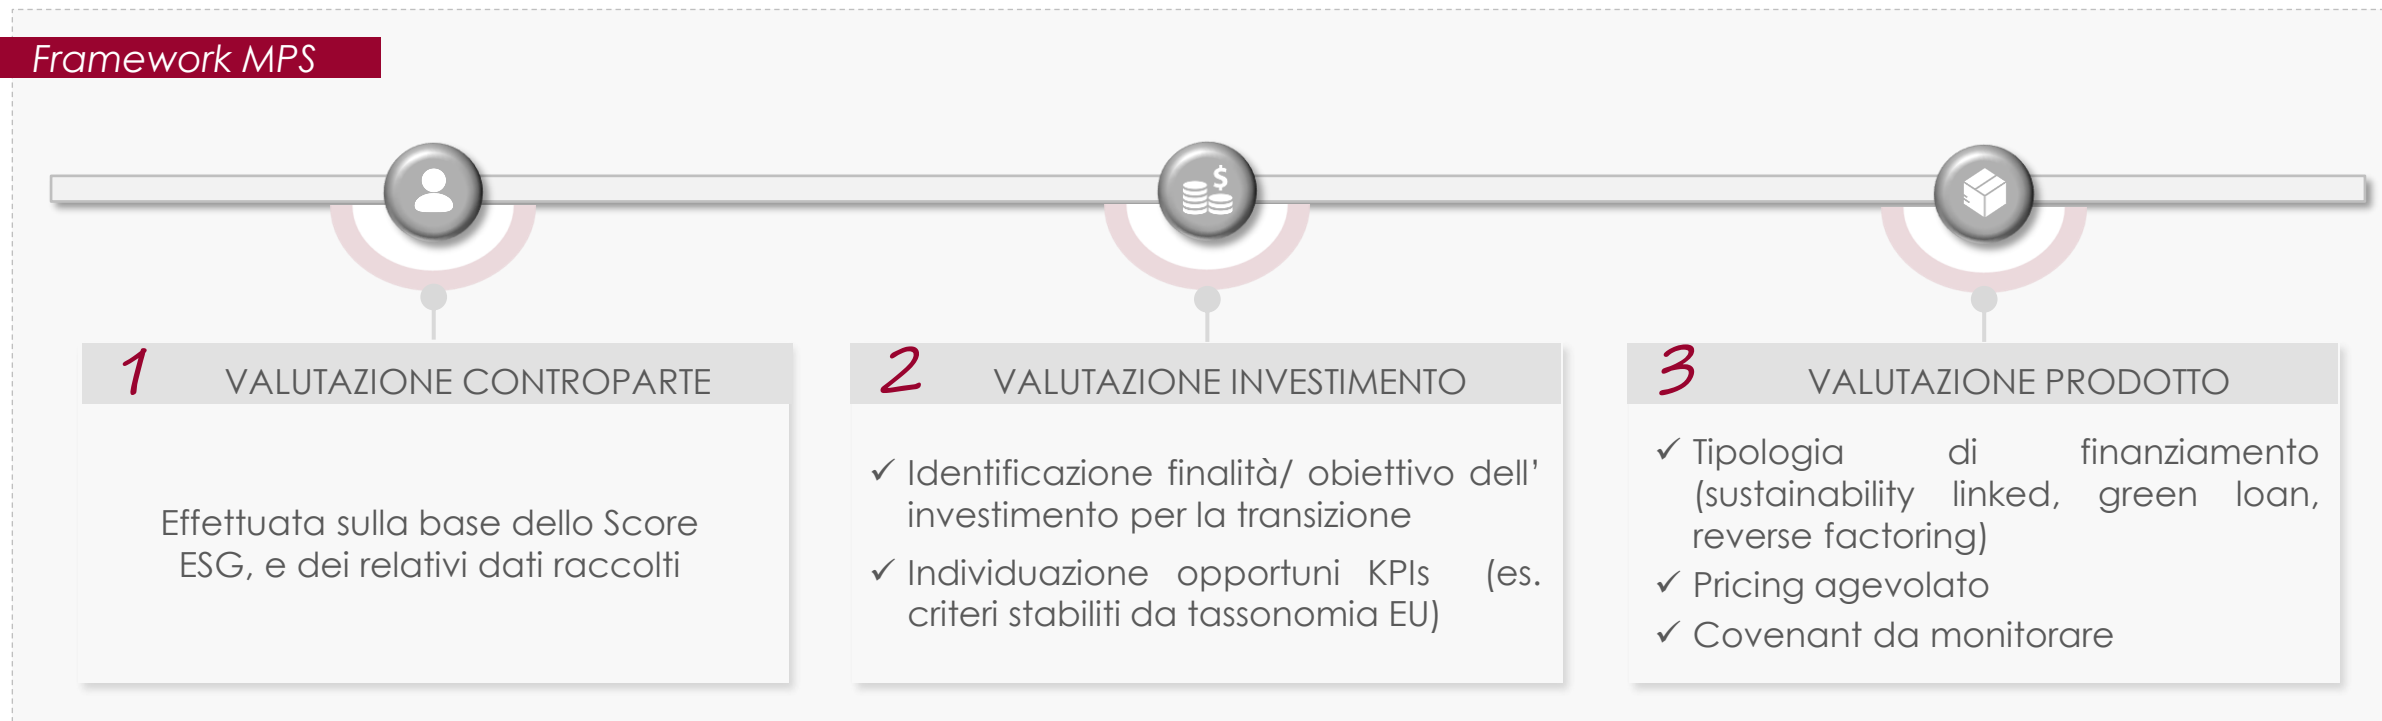 Framework MPS
1
VALUTAZIONE CONTROPARTE
Effettuata sulla base dello Score
ESG, e dei relativi dati raccolti
2
VALUTAZIONE INVESTIMENTO
✓ Identificazione finalità/ obiettivo dell’
investimento per la transizione
✓ Individuazione opportuni KPIs (es.
criteri stabiliti da tassonomia EU)
3
VALUTAZIONE PRODOTTO
✓ Tipologia di finanziamento
(sustainability linked, green loan,
reverse factoring)
✓ Pricing agevolato
✓ Covenant da monitorare